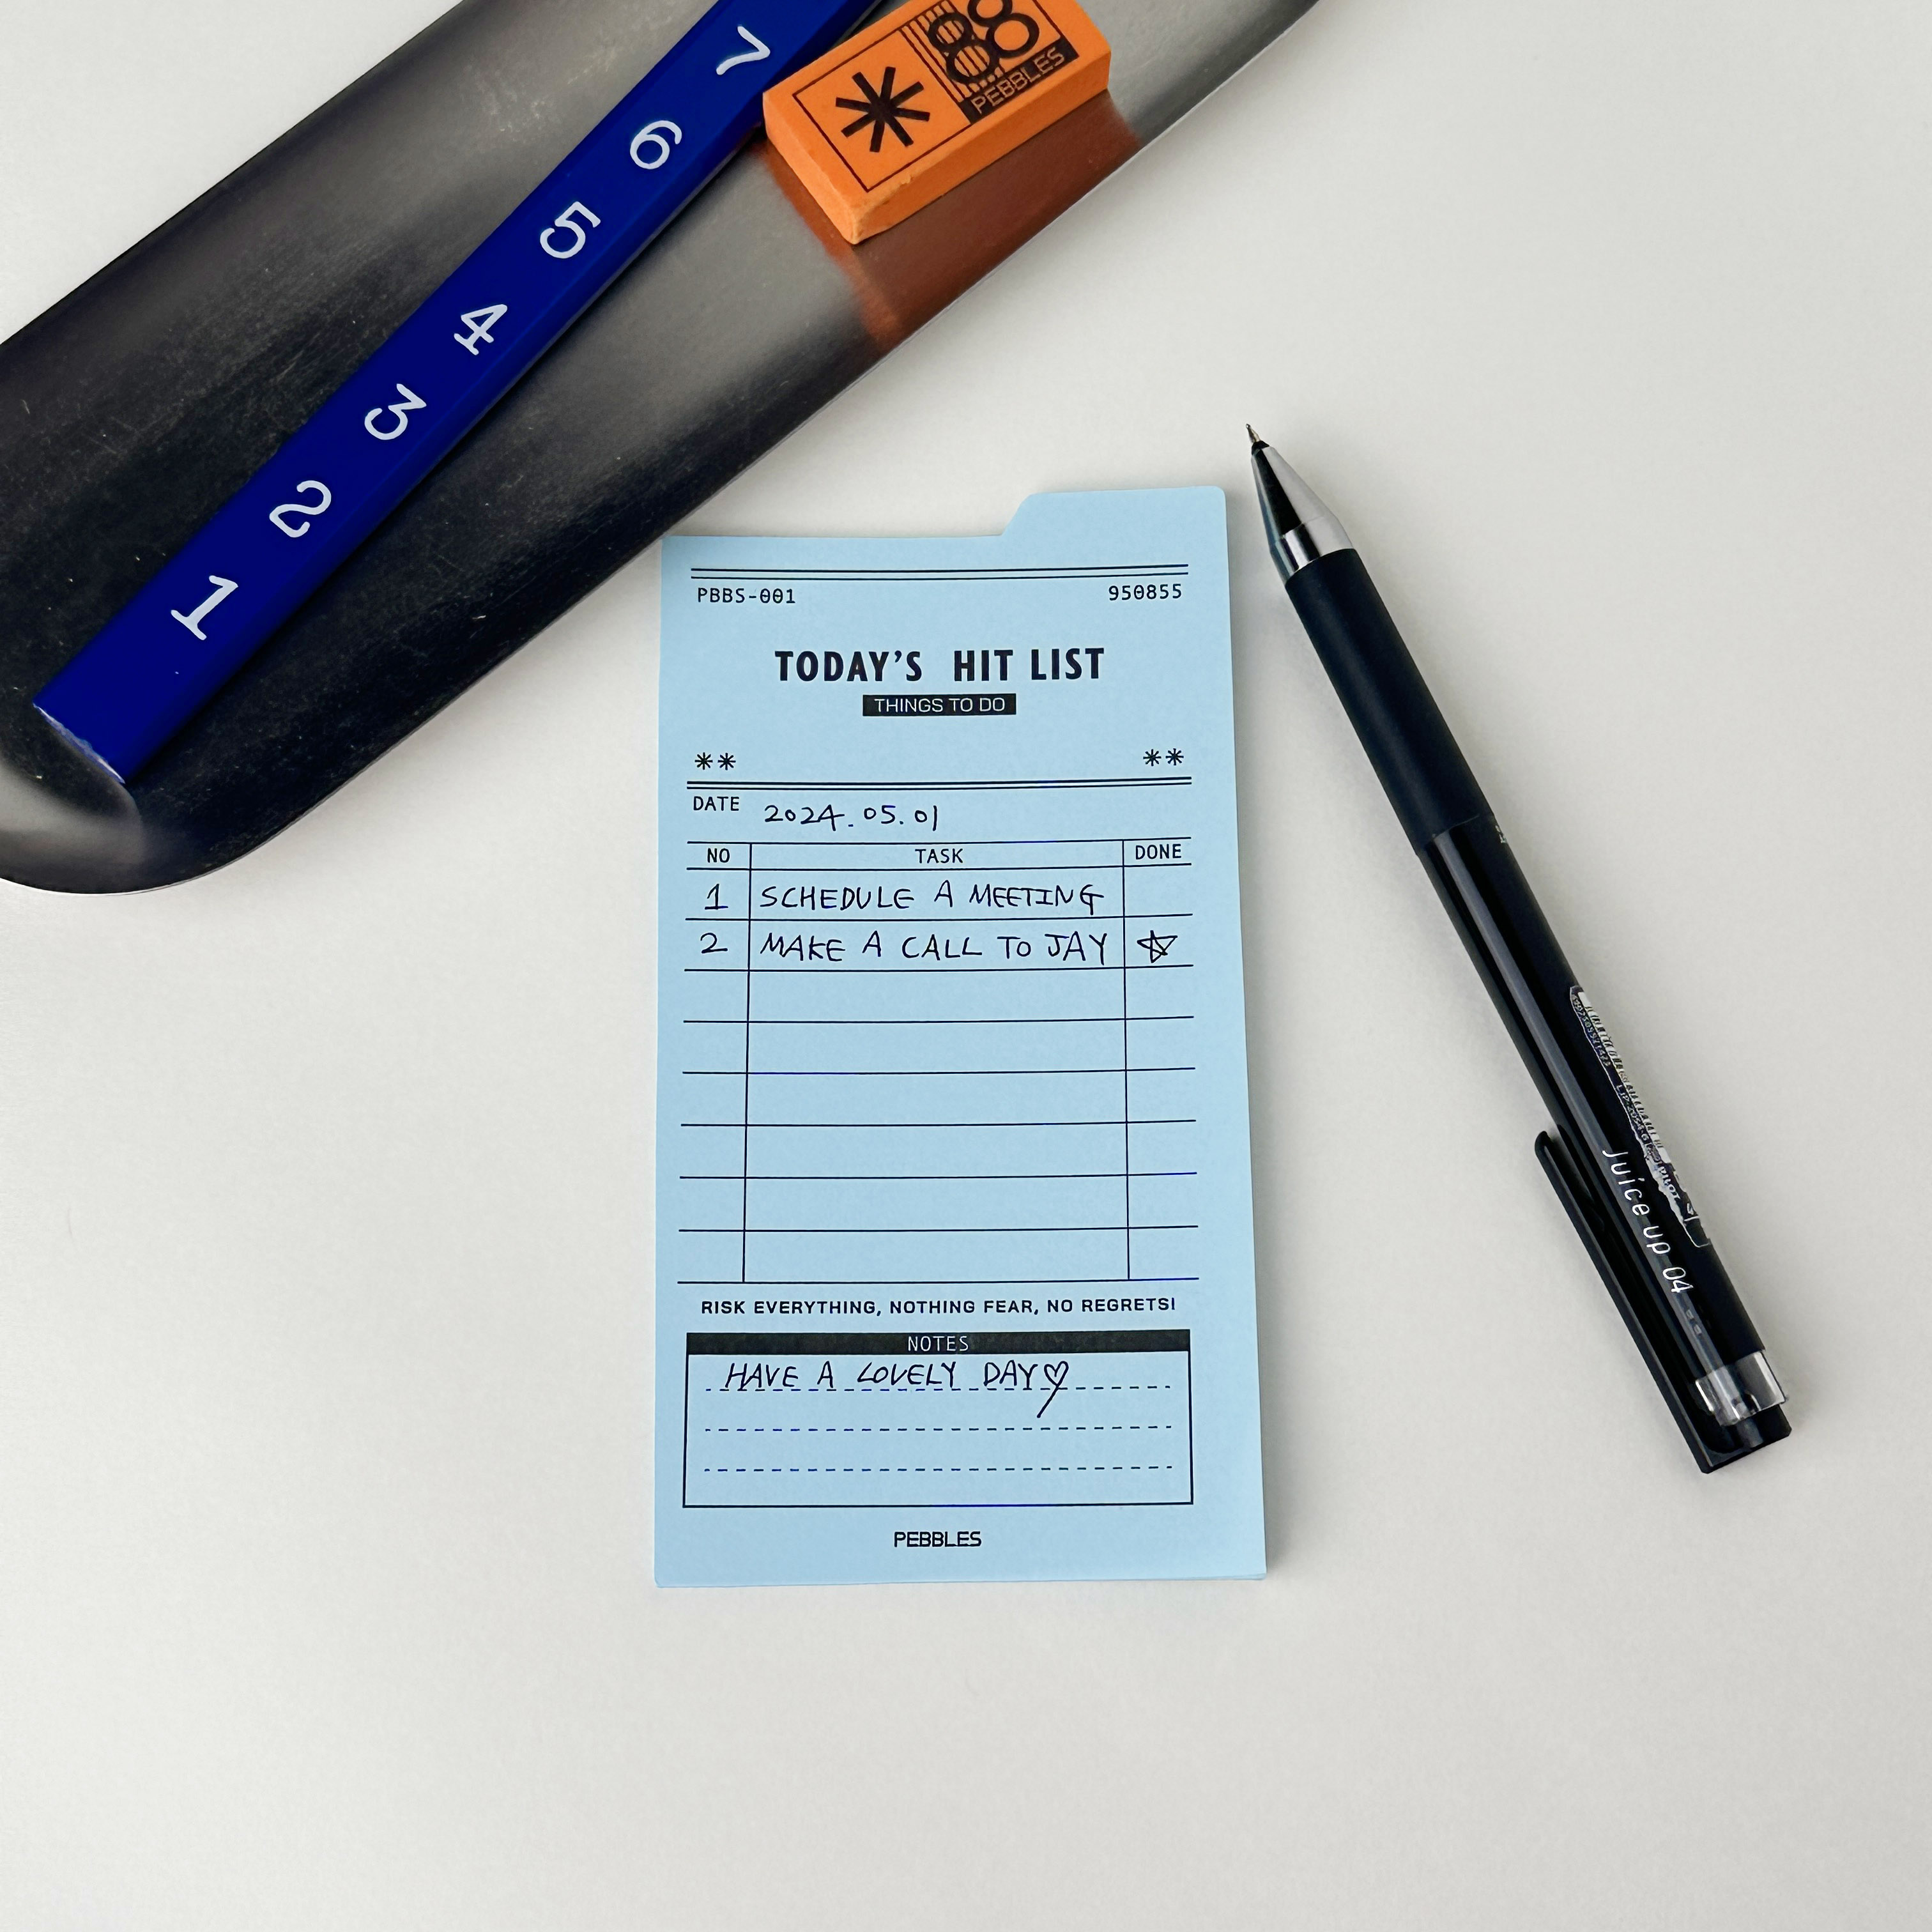 1 2 3 4 5 6 7
88
PEBBLES
PBBS-001 950855
TODAY'S HIT LIST
THINGS TO DO
** **
DATE 2024.05.01
NO TASK DONE
1 SCHEDULE A MEETING
2 MAKE A CALL TO JAY ☆
RISK EVERYTHING, NOTHING FEAR, NO REGRETS!
NOTES
HAVE A LOVELY DAY♡
PEBBLES
Juice up 04